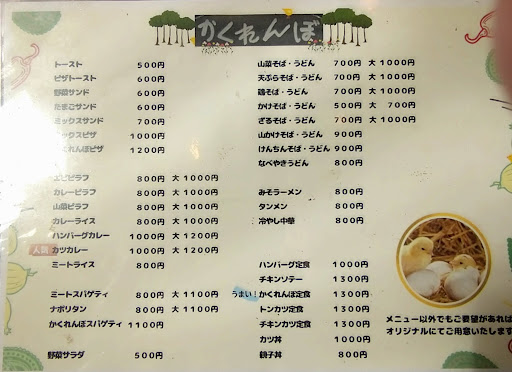 かくれんぼ
トースト 500円
ピザトースト 600円
野菜サンド 600円
たまごサンド 600円
ミックスサンド 700円
ミックスピザ 1000円
かくれんぼピザ 1200円
エビピラフ 800円 大 1000円
カレーピラフ 800円 大 1000円
山菜ピラフ 800円 大 1000円
カレーライス 800円 大 1000円
ハンバーグカレー 1000円 大 1200円
人気 カツカレー 1000円 大 1200円
ミートライス 800円
ミートスパゲティ 800円 大 1100円
ナポリタン 800円 大 1100円
かくれんぼスパゲティ 1100円
野菜サラダ 500円
山菜そば・うどん 700円 大 1000円
天ぷらそば・うどん 700円 大 1000円
鶏そば・うどん 700円 大 1000円
かけそば・うどん 500円 大 700円
ざるそば・うどん 700円 大 1000円
山かけそば・うどん 900円
けんちんそば・うどん 900円
なべやきうどん 800円
みそラーメン 800円
タンメン 800円
冷やし中華 800円
ハンバーグ定食 1000円
チキンソテー 1300円
うまい! かくれんぼ定食 1300円
トンカツ定食 1300円
チキンカツ定食 1300円
カツ丼 1000円
親子丼 800円
メニュー以外でもご要望があれば
オリジナルにてご用意いたします